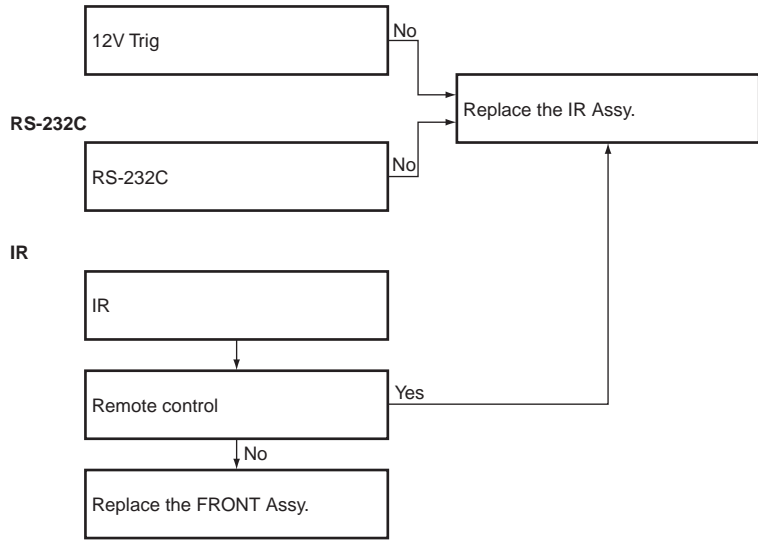 12V Trig
No
Replace the IR Assy.
RS-232C
RS-232C
No
IR
IR
Remote control
Yes
No
Replace the FRONT Assy.